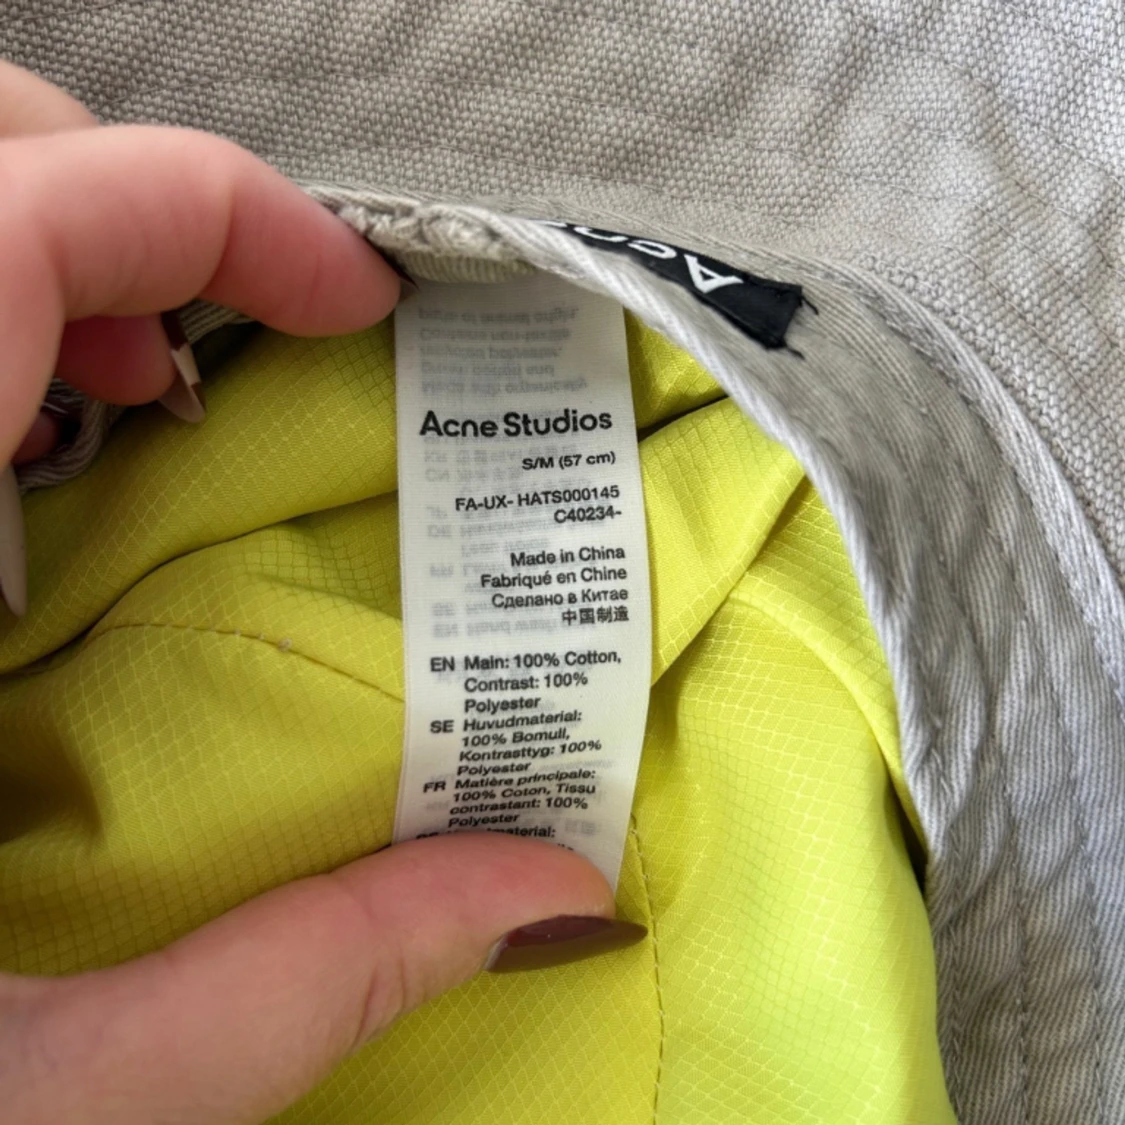 Acne
Acne Studios
S/M (57 cm)
FA-UX- HATS000145
C40234-
Made in China
Fabriqué en Chine
Сделано в Китае
中国制造
EN Main: 100% Cotton,
Contrast: 100%
Polyester
SE Huvudmaterial:
100% Bomull,
Kontrasttyg: 100%
Polyester
FR Matière principale:
100% Coton, Tissu
contrastant: 100%
Polyester